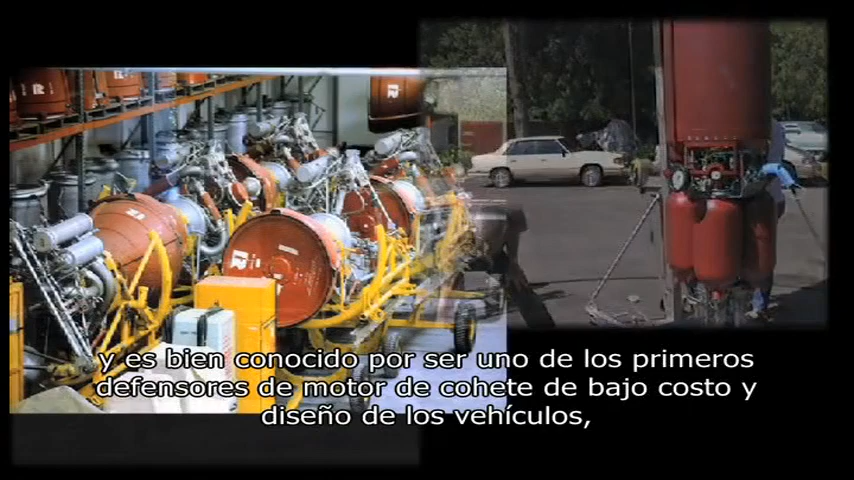 R
R
R
R
y es bien conocido por ser uno de los primeros
defensores de motor de cohete de bajo costo y
diseño de los vehículos,